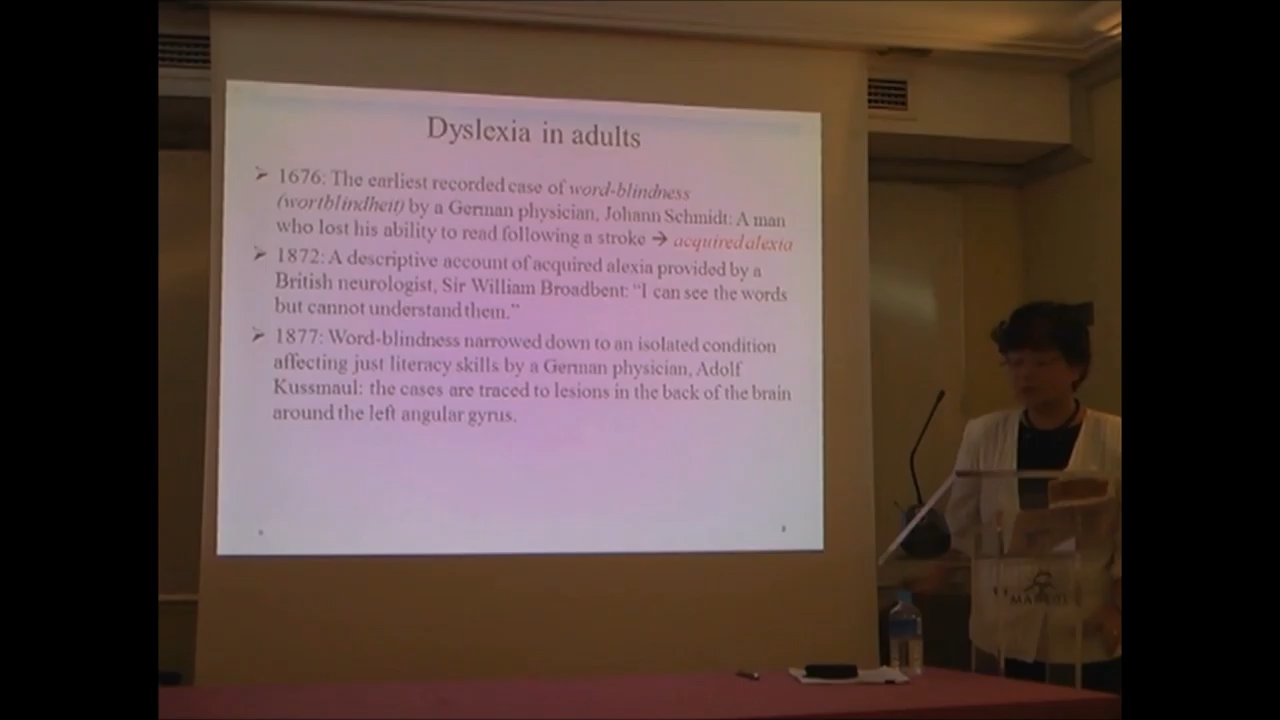 Dyslexia in adults
➢ 1676: The earliest recorded case of word-blindness
(wortblindheit) by a German physician, Johann Schmidt: A man
who lost his ability to read following a stroke → acquired alexia
➢ 1872: A descriptive account of acquired alexia provided by a
British neurologist, Sir William Broadbent: “I can see the words
but cannot understand them.”
➢ 1877: Word-blindness narrowed down to an isolated condition
affecting just literacy skills by a German physician, Adolf
Kussmaul: the cases are traced to lesions in the back of the brain
around the left angular gyrus.